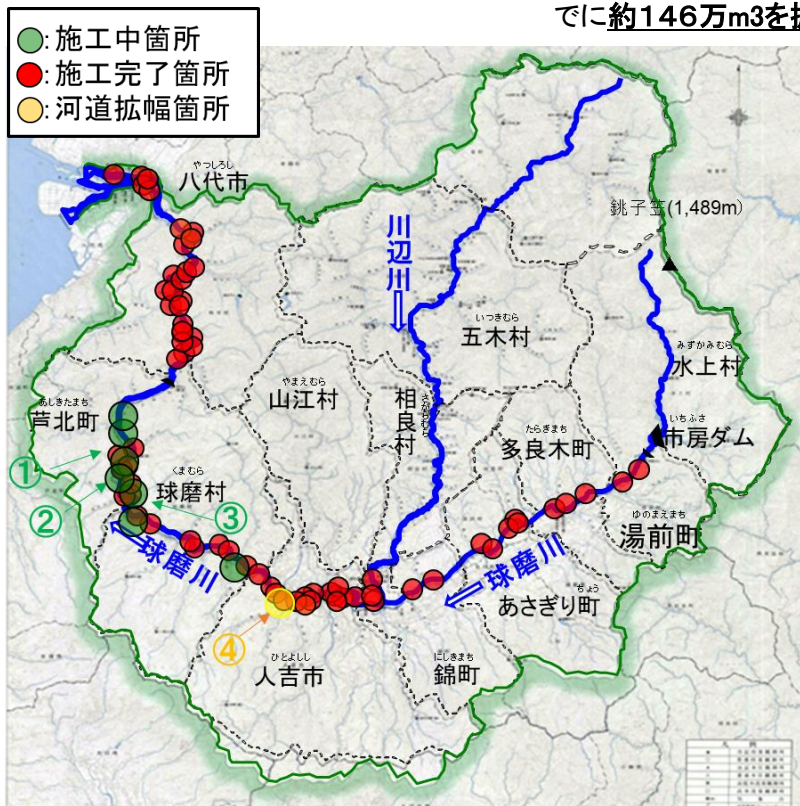 でに約146万m3を
: 施工中箇所
: 施工完了箇所
: 河道拡幅箇所
やつしろし
八代市
銚子笠(1,489m)
川辺川
いつきむら
五木村
みずかみむら
水上村
やまえむら
山江村
相良村
さがらむら
あしきたまち
芦北町
たらぎまち
多良木町
いちふさ
市房ダム
①
②
くまむら
球磨村
③
ゆのまえまち
湯前町
球磨川
球磨川
ちょう
あさぎり町
④
ひとよしし
人吉市
にしきまち
錦町